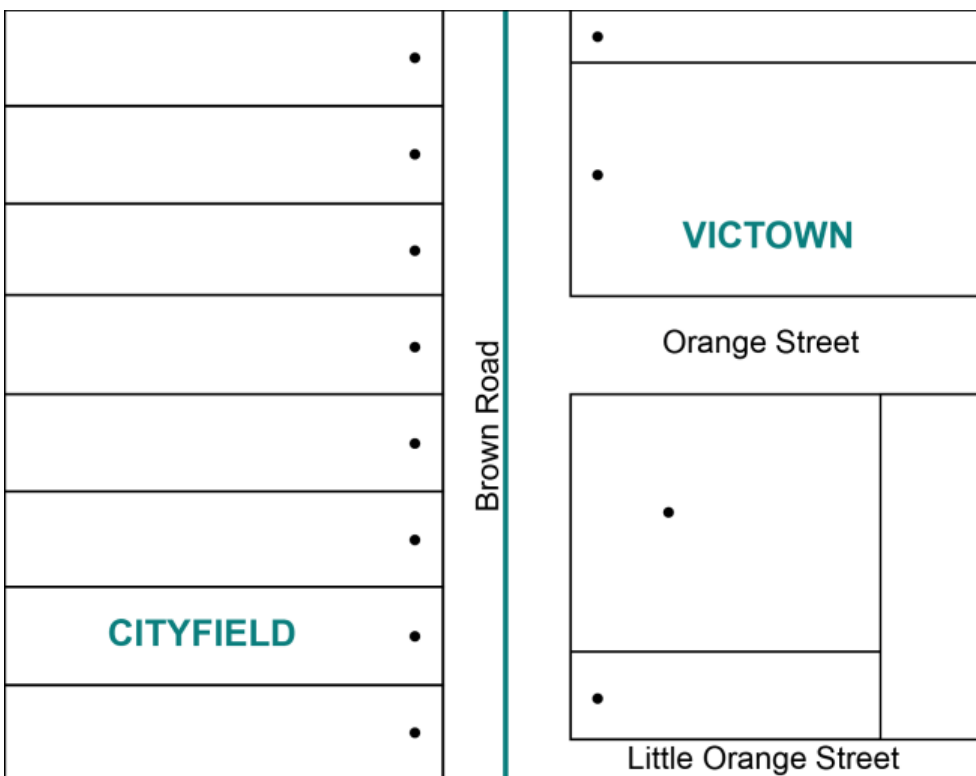 VICTOWN
Orange Street
Brown Road
CITYFIELD
Little Orange Street